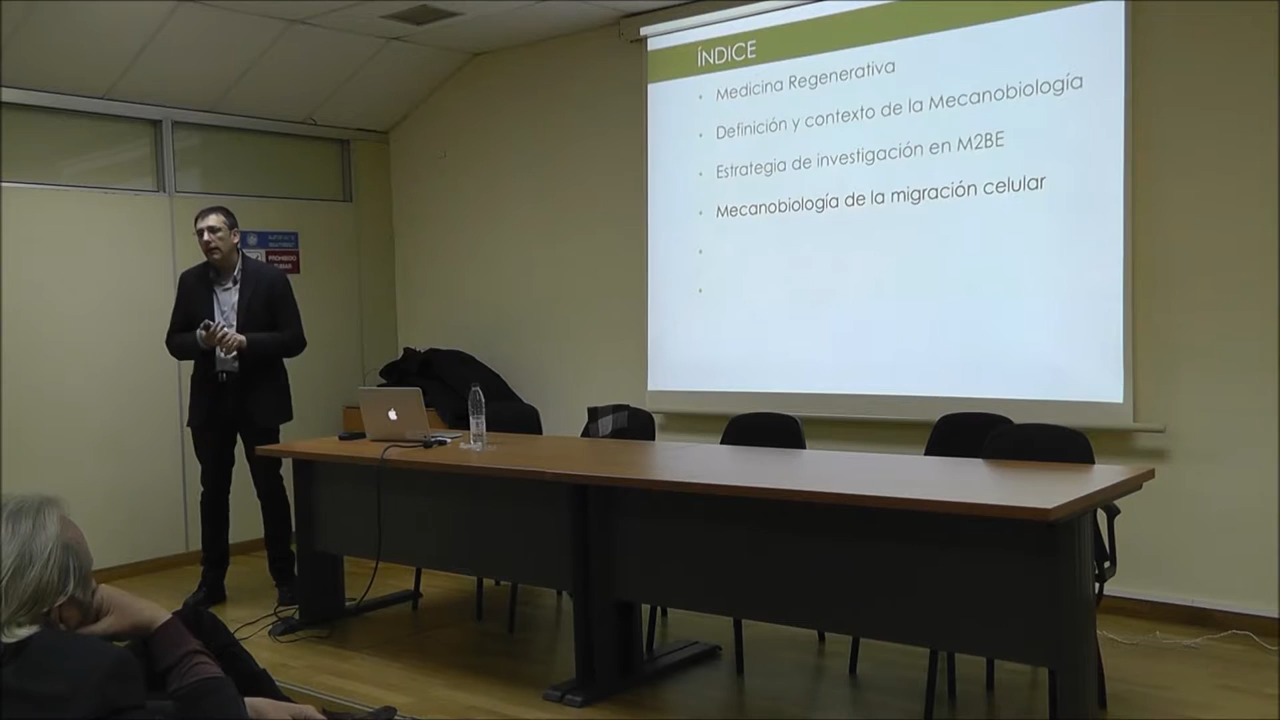 ÍNDICE
Medicina Regenerativa
Definición y contexto de la Mecanobiología
Estrategia de investigación en M2BE
Mecanobiología de la migración celular
PROHIBIDO
FUMAR